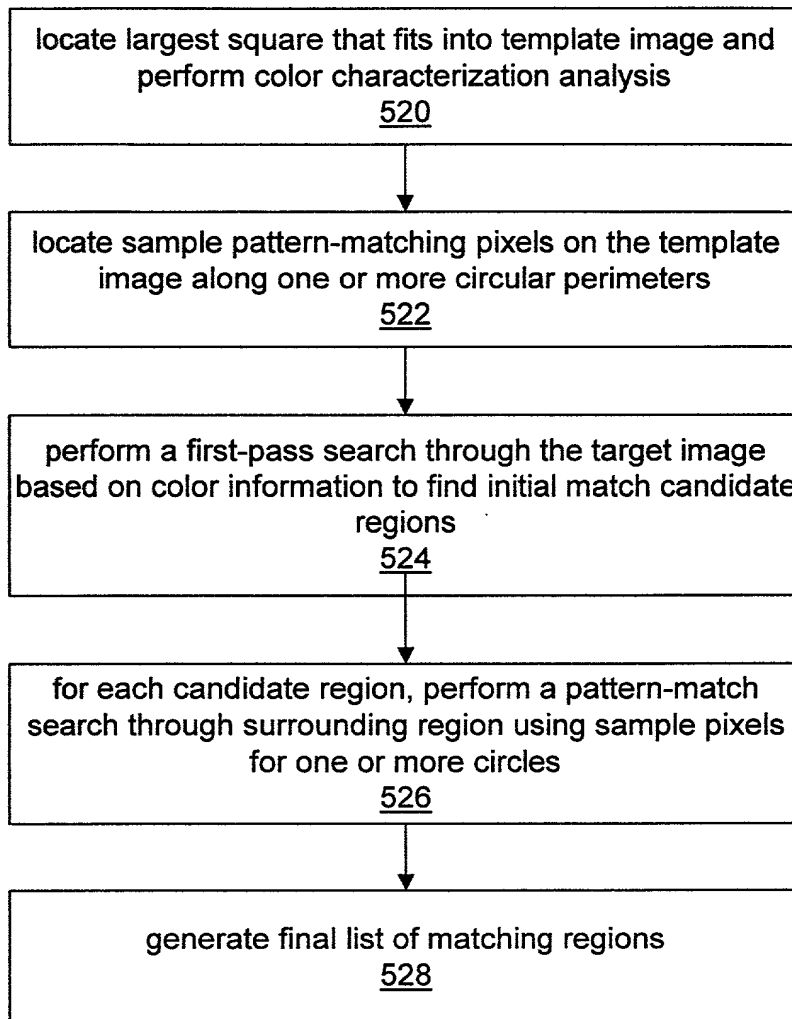 locate largest square that fits into template image and
perform color characterization analysis
520
locate sample pattern-matching pixels on the template
image along one or more circular perimeters
522
perform a first-pass search through the target image
based on color information to find initial match candidate
regions
524
for each candidate region, perform a pattern-match
search through surrounding region using sample pixels
for one or more circles
526
generate final list of matching regions
528